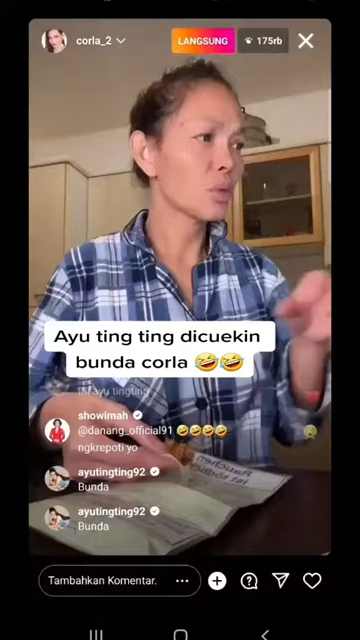 corla_2
LANGSUNG
175rb
Ayu ting ting dicuekin
bunda corla 🤣🤣
ayutingting
showimah
@danang_official91 🤣🤣🤣🤣
ngkrepoti yo
ayutingting92
Bunda
ayutingting92
Bunda
Tambahkan Komentar.